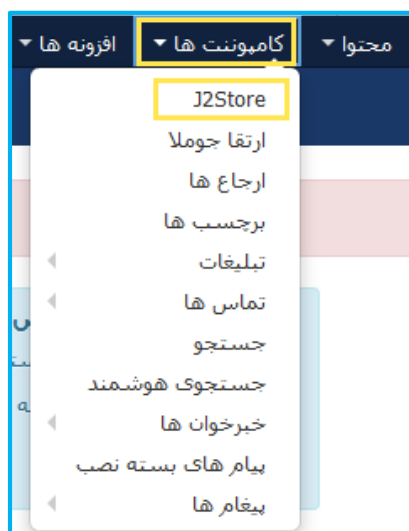 محتوا کامپوننت ها افزونه ها
J2Store
ارتقا جوملا
ارجاع ها
برچسب ها
تبلیغات
تماس ها
جستجو
جستجوی هوشمند
خبرخوان ها
پیام های بسته نصب
پیغام ها